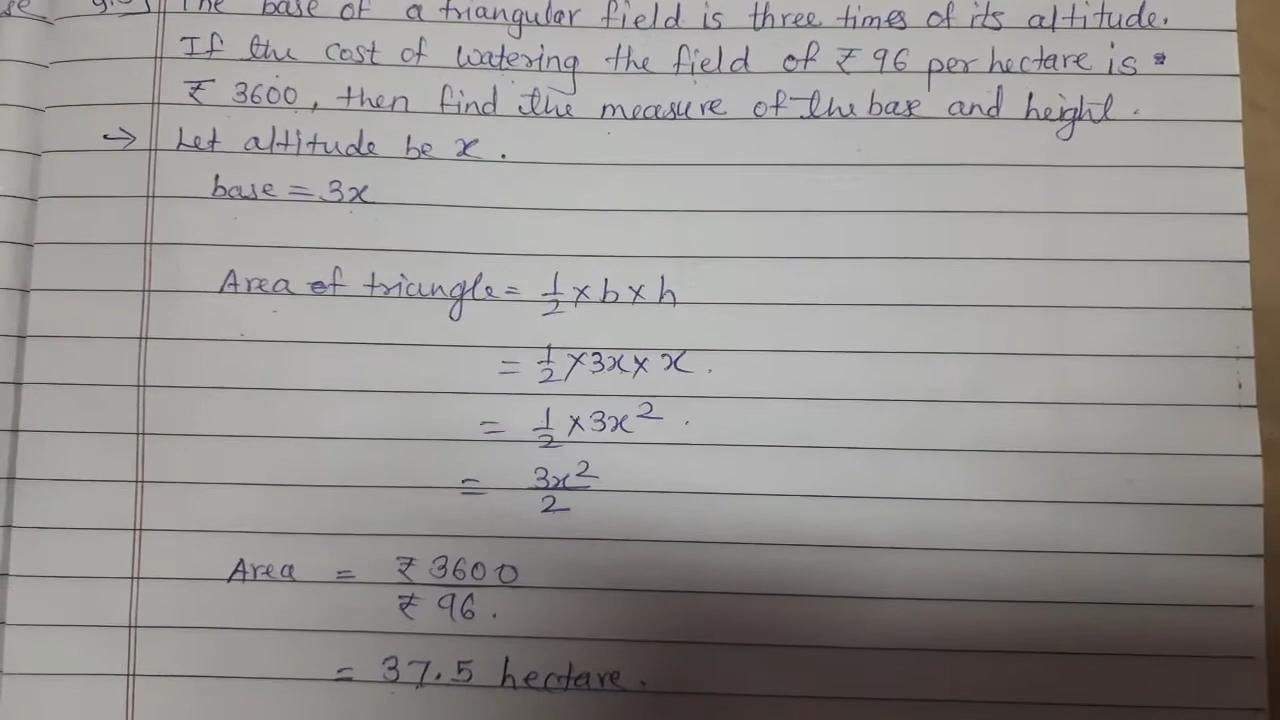 The base of a triangular field is three times of its altitude.
If the cost of watering the field of ₹ 96 per hectare is
₹ 3600, then find the measure of the base and height.
→ Let altitude be x.
base = 3x
Area of triangle = 1/2 × b × h
= 1/2 × 3x × x.
= 1/2 × 3x².
= 3x²/2
Area = ₹ 3600 / ₹ 96.
= 37.5 hectare.